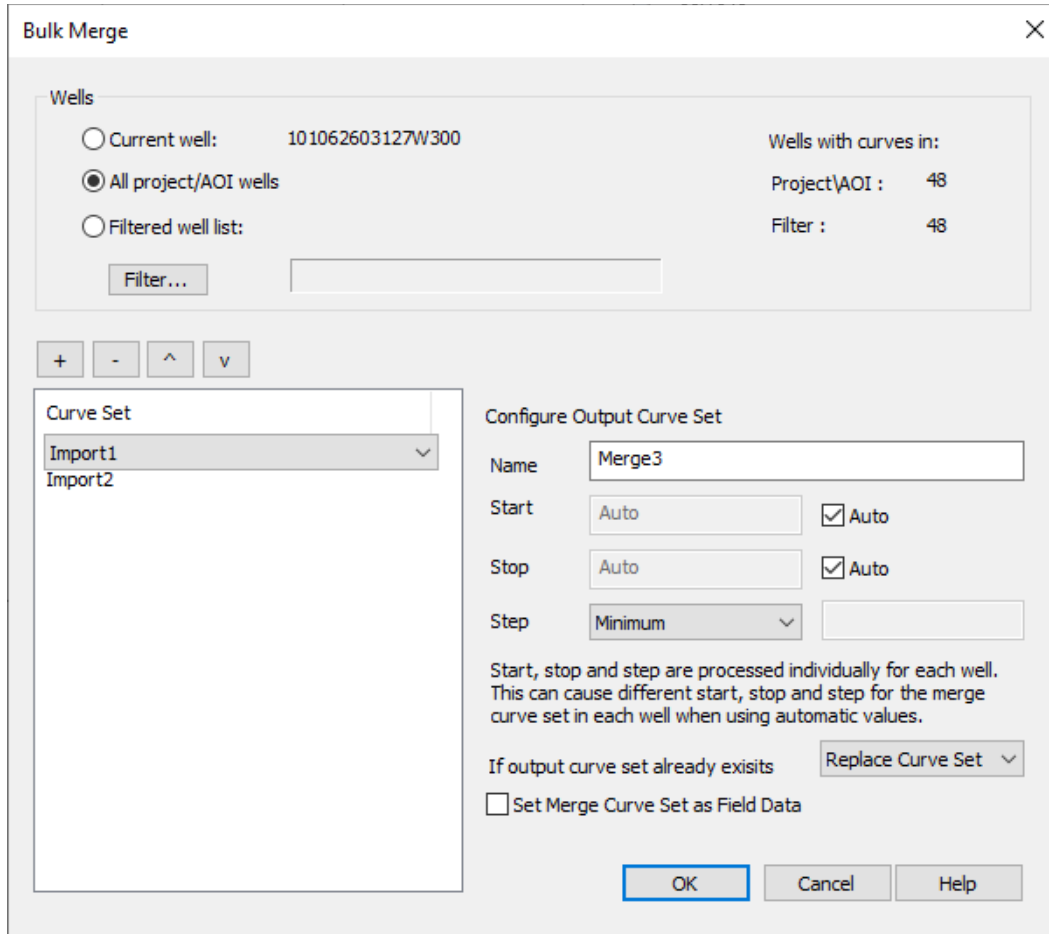 Bulk Merge
Wells
Current well: 101062603127W300
Wells with curves in:
All project/AOI wells
Project\AOI : 48
Filtered well list:
Filter : 48
Filter...
+ - ^ v
Curve Set
Import1
Import2
Configure Output Curve Set
Name Merge3
Start Auto Auto
Stop Auto Auto
Step Minimum
Start, stop and step are processed individually for each well.
This can cause different start, stop and step for the merge
curve set in each well when using automatic values.
If output curve set already exisits Replace Curve Set
Set Merge Curve Set as Field Data
OK Cancel Help